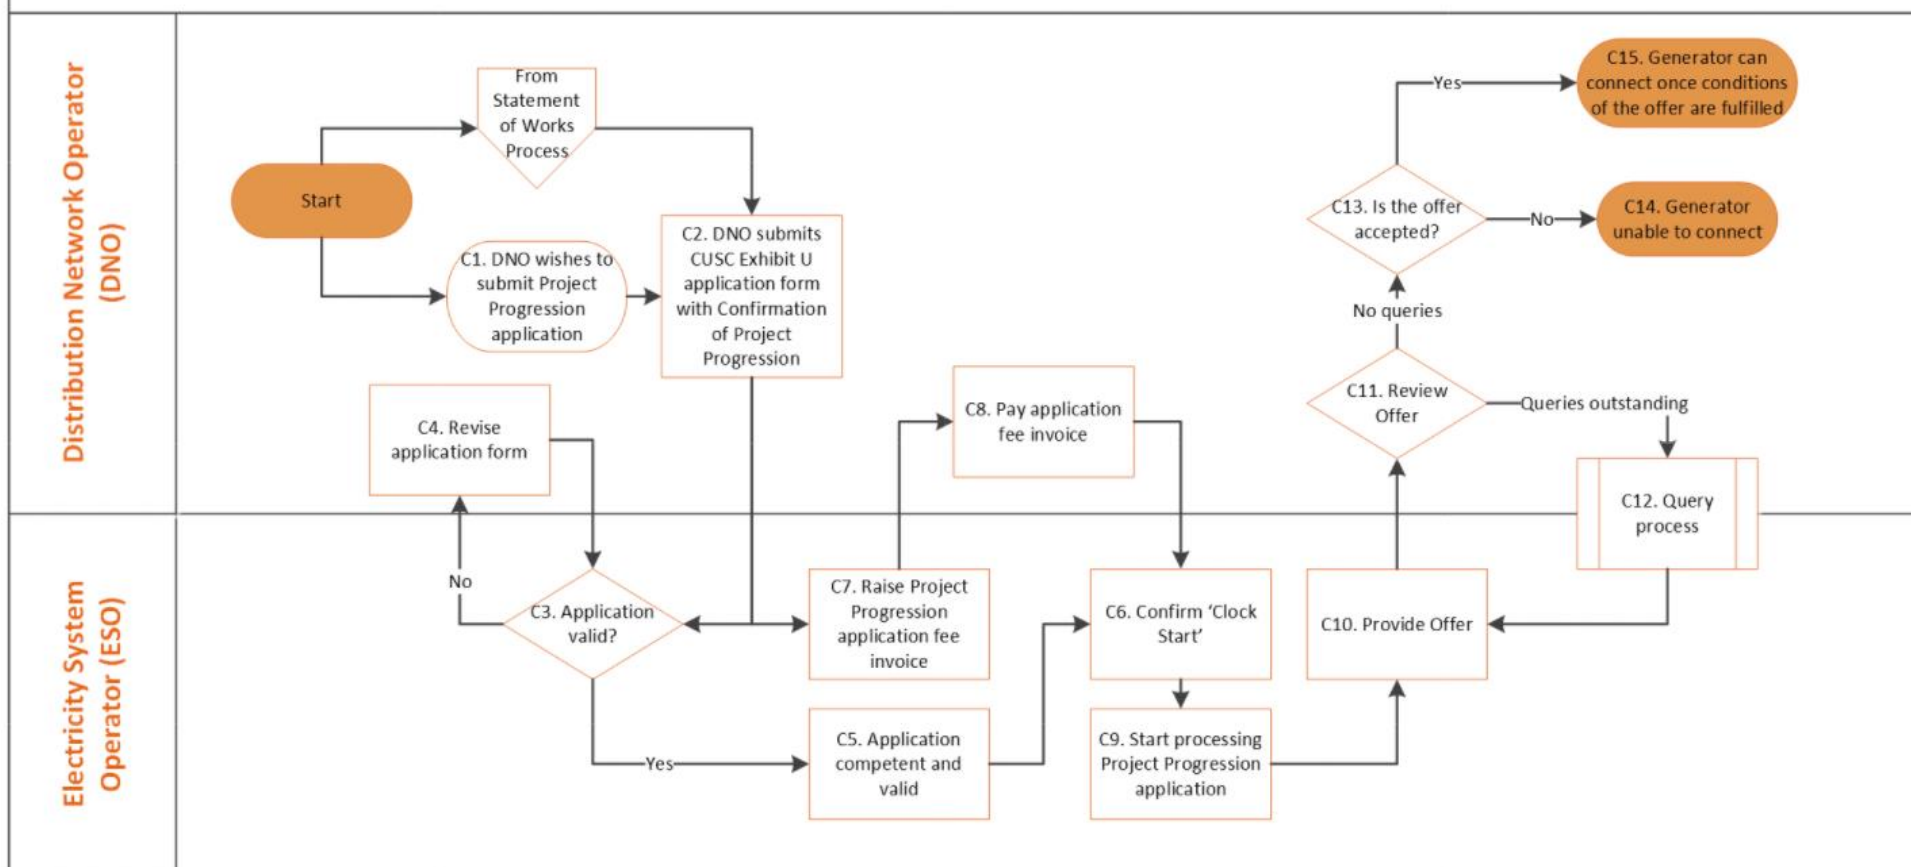 Distribution Network Operator
(DNO)
Start
From
Statement
of Works
Process
C1. DNO wishes to
submit Project
Progression
application
C2. DNO submits
CUSC Exhibit U
application form
with Confirmation
of Project
Progression
C4. Revise
application form
C8. Pay application
fee invoice
C15. Generator can
connect once conditions
of the offer are fulfilled
Yes
C13. Is the offer
accepted?
No
C14. Generator
unable to connect
No queries
C11. Review
Offer
Queries outstanding
C12. Query
process
Electricity System
Operator (ESO)
No
C3. Application
valid?
Yes
C7. Raise Project
Progression
application fee
invoice
C5. Application
competent and
valid
C6. Confirm ‘Clock
Start’
C9. Start processing
Project Progression
application
C10. Provide Offer